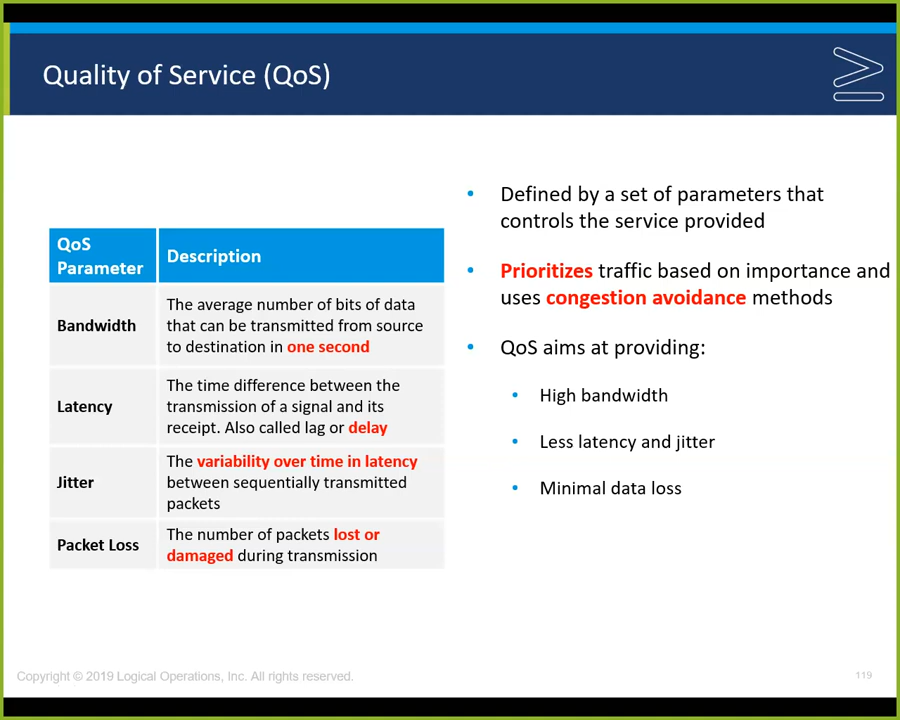 Quality of Service (QoS)
QoS
Parameter
Description
Bandwidth
The average number of bits of data
that can be transmitted from source
to destination in one second
Latency
The time difference between the
transmission of a signal and its
receipt. Also called lag or delay
Jitter
The variability over time in latency
between sequentially transmitted
packets
Packet Loss
The number of packets lost or
damaged during transmission
• Defined by a set of parameters that
controls the service provided
• Prioritizes traffic based on importance and
uses congestion avoidance methods
• QoS aims at providing:
• High bandwidth
• Less latency and jitter
• Minimal data loss
Copyright © 2019 Logical Operations, Inc. All rights reserved.
119